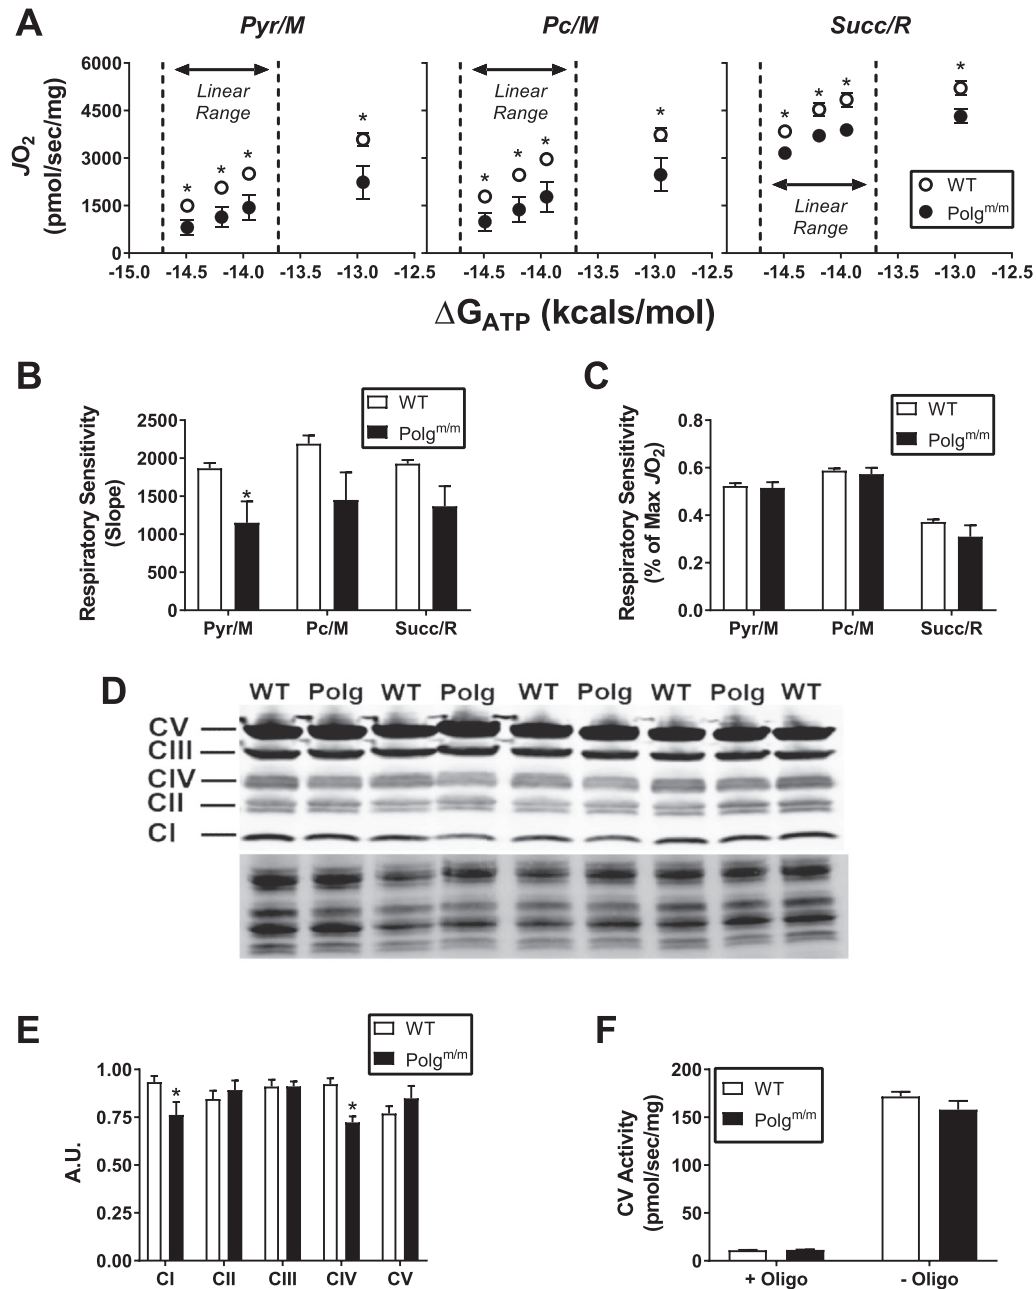 A
Pyr/M
Pc/M
Succ/R
JO2
(pmol/sec/mg)
6000
4500
3000
1500
0
Linear
Range
* * * *
Linear
Range
* * * *
* * * *
Linear
Range
WT
Polg^m/m
-15.0 -14.5 -14.0 -13.5 -13.0 -12.5
-14.5 -14.0 -13.5 -13.0 -12.5
-14.5 -14.0 -13.5 -13.0 -12.5
ΔG_ATP (kcals/mol)
B
WT
Polg^m/m
Respiratory Sensitivity
(Slope)
2500
2000
1500
1000
500
0
*
Pyr/M Pc/M Succ/R
C
WT
Polg^m/m
Respiratory Sensitivity
(% of Max JO2)
0.8
0.6
0.4
0.2
0.0
Pyr/M Pc/M Succ/R
D
WT Polg WT Polg WT Polg WT Polg WT
CV
CIII
CIV
CII
CI
E
WT
Polg^m/m
A.U.
1.00
0.75
0.50
0.25
0.00
* *
CI CII CIII CIV CV
F
WT
Polg^m/m
CV Activity
(pmol/sec/mg)
200
150
100
50
0
+ Oligo - Oligo